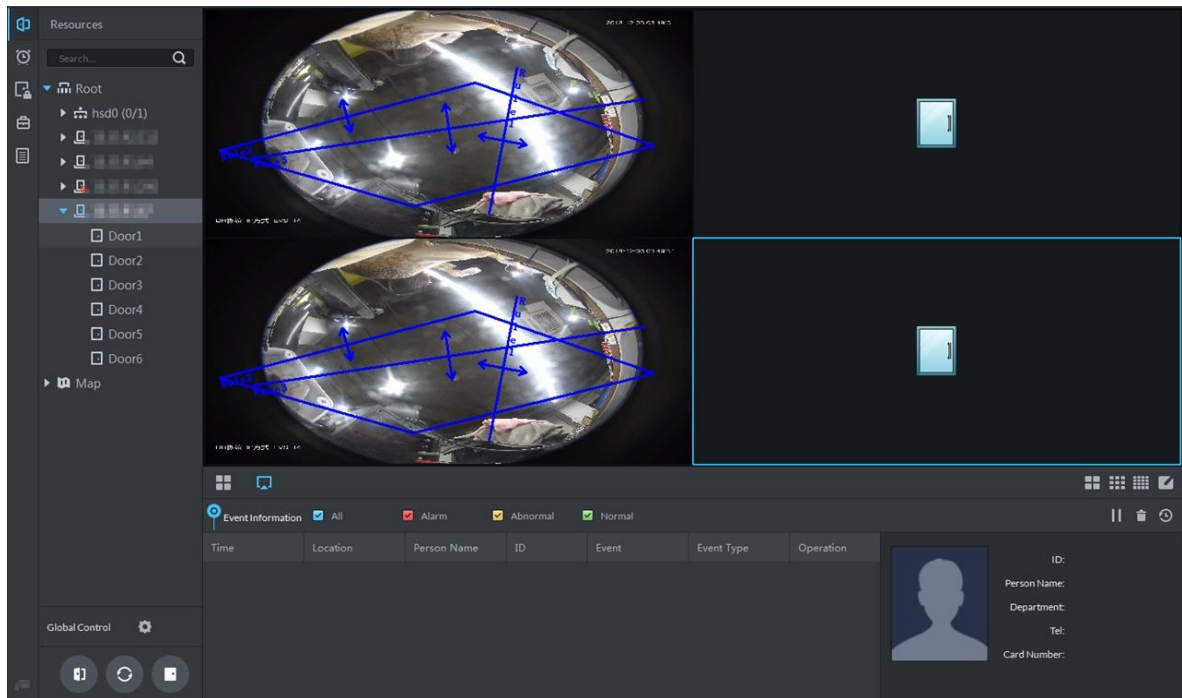 Resources
Search...
Root
hsd0 (0/1)
Door1
Door2
Door3
Door4
Door5
Door6
Map
Global Control
Event Information
All
Alarm
Abnormal
Normal
Time
Location
Person Name
ID
Event
Event Type
Operation
ID:
Person Name:
Department:
Tel:
Card Number: